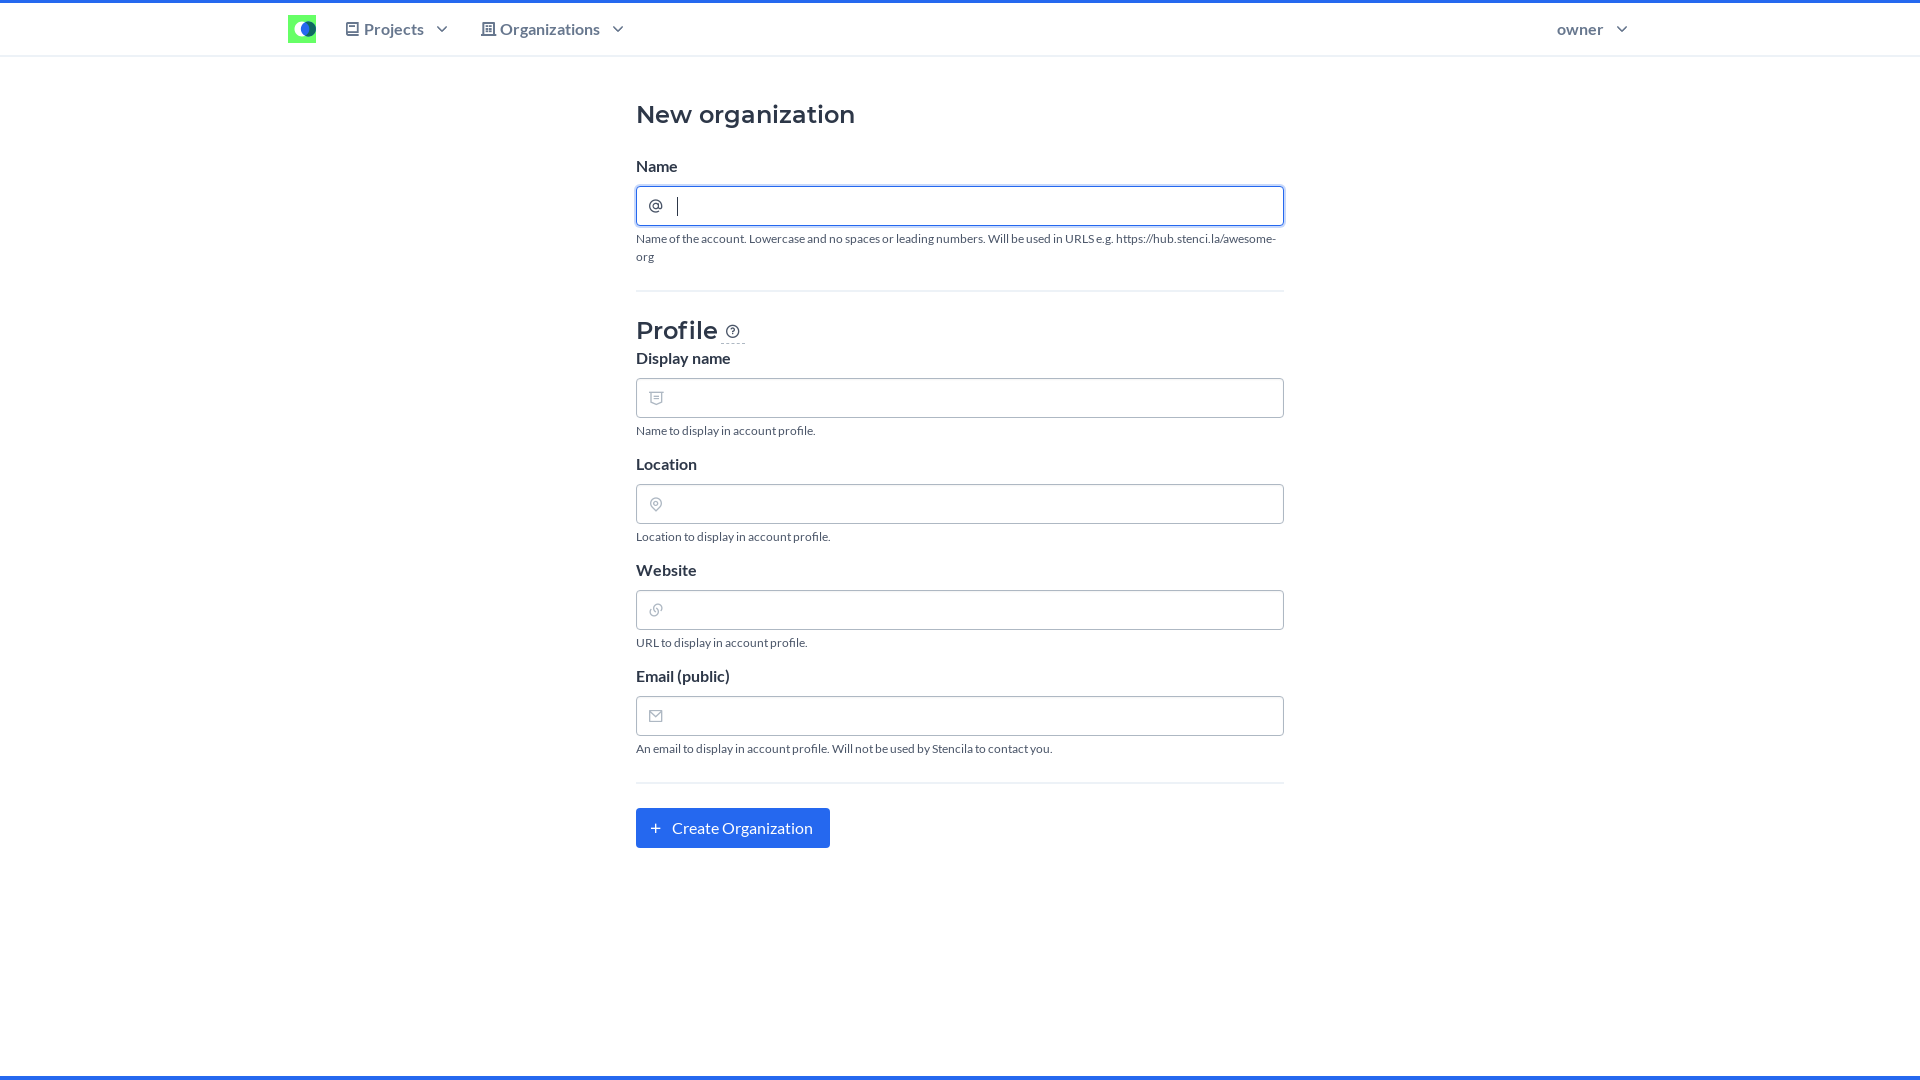 Projects
Organizations
owner
New organization
Name
@
Name of the account. Lowercase and no spaces or leading numbers. Will be used in URLS e.g. https://hub.stenci.la/awesome-
org
Profile
Display name
Name to display in account profile.
Location
Location to display in account profile.
Website
URL to display in account profile.
Email (public)
An email to display in account profile. Will not be used by Stencila to contact you.
+ Create Organization